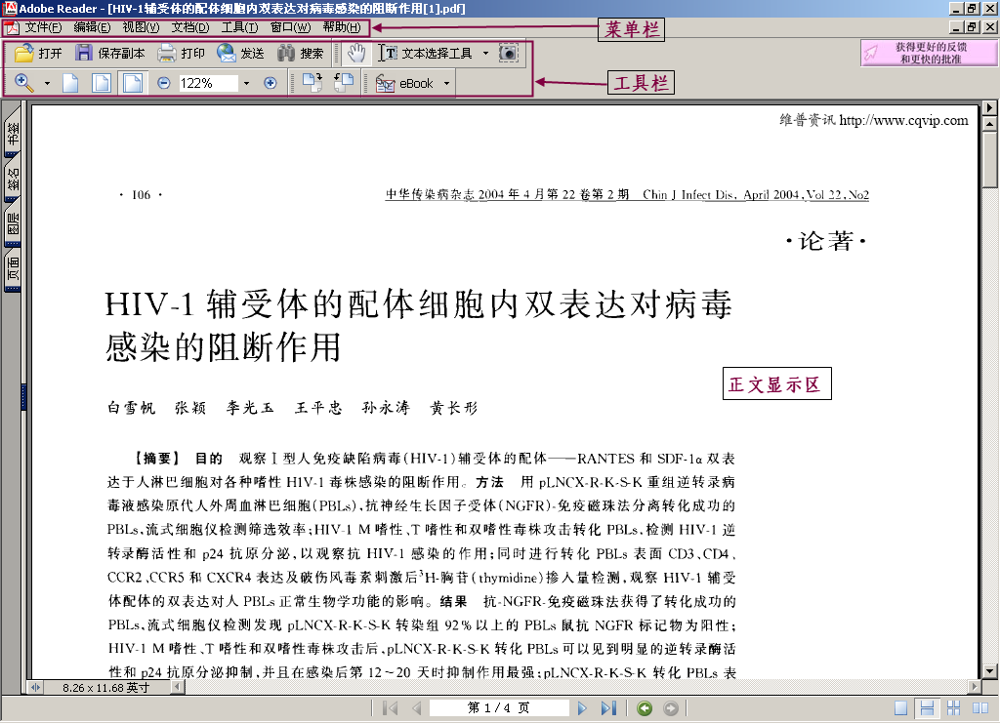 Adobe Reader - [HIV-1辅受体的配体细胞内双表达对病毒感染的阻断作用[1].pdf]
文件(F) 编辑(E) 视图(V) 文档(D) 工具(T) 窗口(W) 帮助(H)
菜单栏
打开 保存副本 打印 发送 搜索 文本选择工具
获得更好的反馈
和更快的批准
122% eBook
工具栏
书签
签名
图层
页面
维普资讯 http://www.cqvip.com
· 106 ·
中华传染病杂志 2004 年 4 月第 22 卷第 2 期 Chin J Infect Dis, April 2004, Vol 22, No2
·论著·
HIV-1 辅受体的配体细胞内双表达对病毒
感染的阻断作用
正文显示区
白雪帆 张颖 李光玉 王平忠 孙永涛 黄长形
【摘要】 目的 观察 I 型人免疫缺陷病毒(HIV-1)辅受体的配体——RANTES 和 SDF-1α 双表
达于人淋巴细胞对各种嗜性 HIV-1 毒株感染的阻断作用。方法 用 pLNCX-R-K-S-K 重组逆转录病
毒液感染原代人外周血淋巴细胞(PBLs),抗神经生长因子受体(NGFR)-免疫磁珠法分离转化成功的
PBLs,流式细胞仪检测筛选效率;HIV-1 M 嗜性、T 嗜性和双嗜性毒株攻击转化 PBLs,检测 HIV-1 逆
转录酶活性和 p24 抗原分泌,以观察抗 HIV-1 感染的作用;同时进行转化 PBLs 表面 CD3、CD4、
CCR2、CCR5 和 CXCR4 表达及破伤风毒素刺激后³H-胸苷(thymidine)掺人量检测,观察 HIV-1 辅受
体配体的双表达对人 PBLs 正常生物学功能的影响。结果 抗-NGFR-免疫磁珠法获得了转化成功的
PBLs,流式细胞仪检测发现 pLNCX-R-K-S-K 转染组 92%以上的 PBLs 鼠抗 NGFR 标记物为阳性;
HIV-1 M 嗜性、T 嗜性和双嗜性毒株攻击后,pLNCX-R-K-S-K 转化 PBLs 可以见到明显的逆转录酶活
性和 p24 抗原分泌抑制,并且在感染后第 12～20 天时抑制作用最强;pLNCX-R-K-S-K 转化 PBLs 表
8.26 x 11.68 英寸
第 1 / 4 页